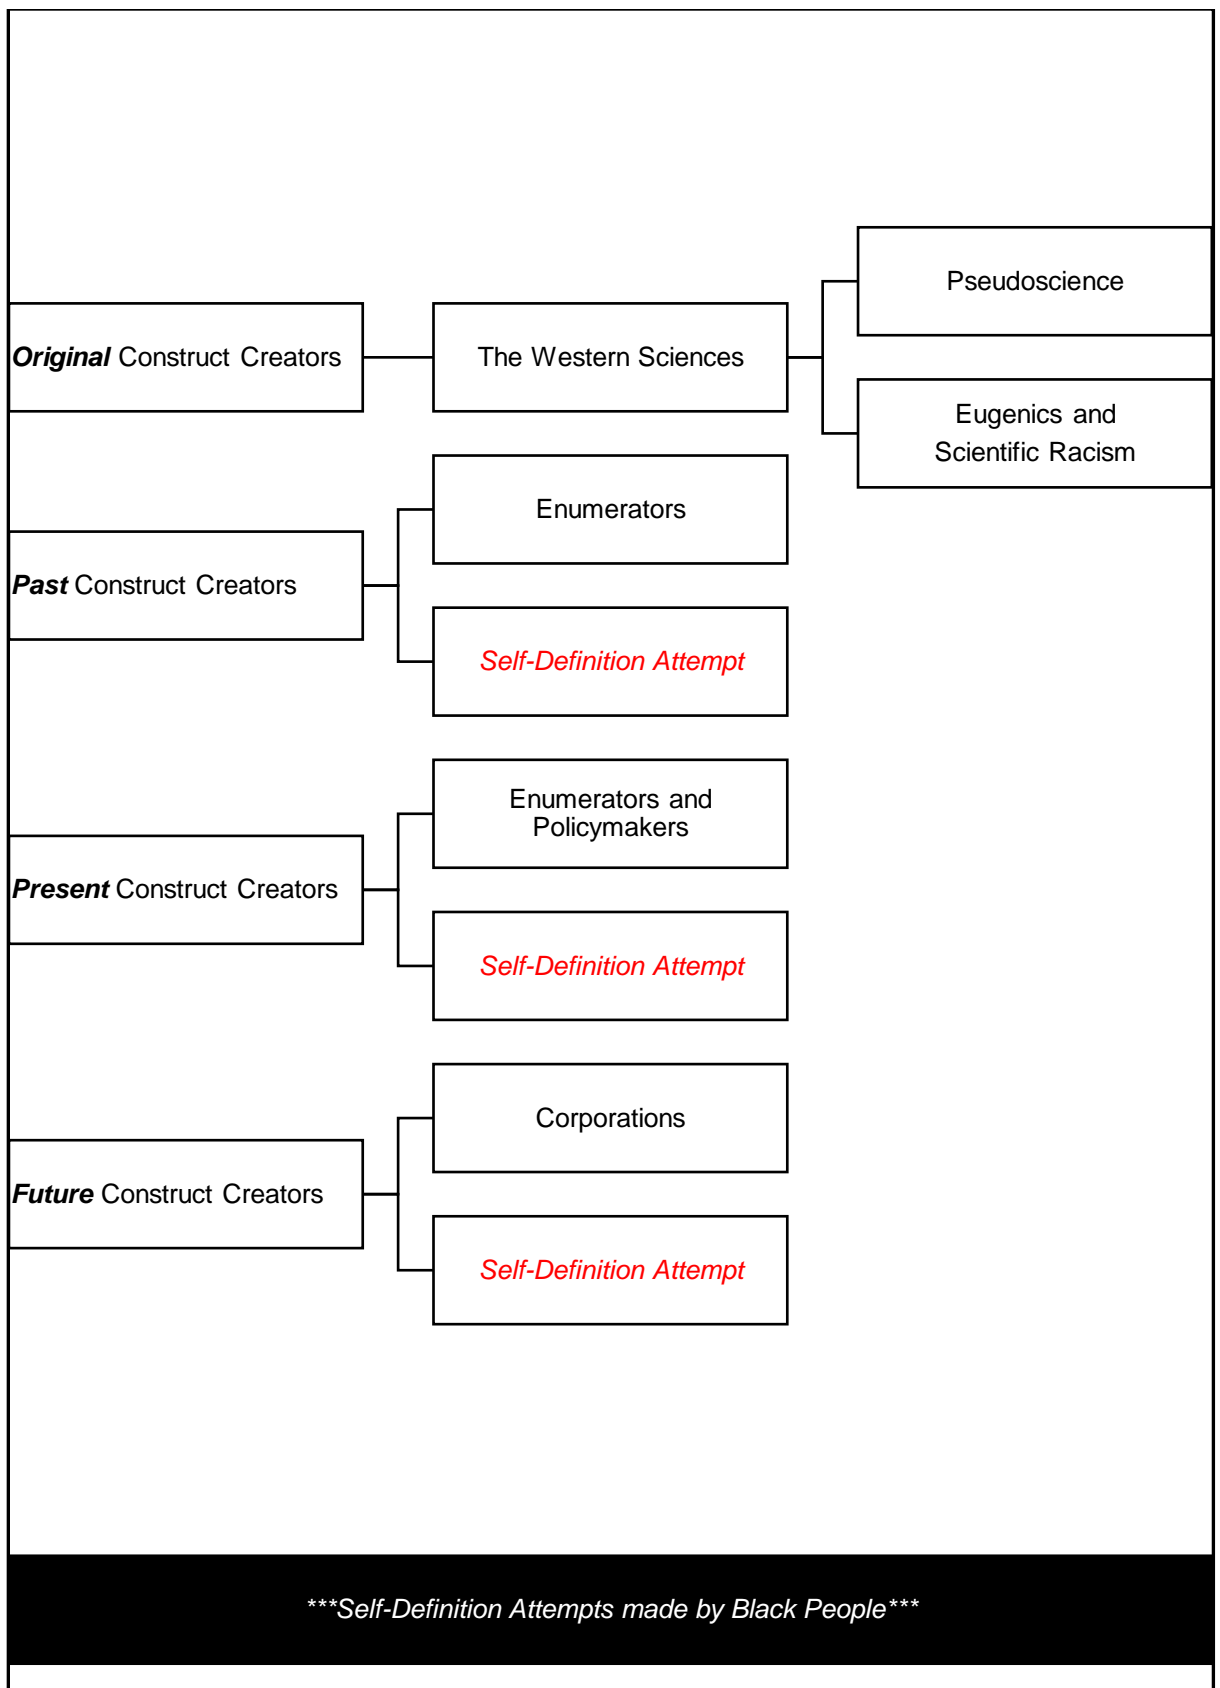 Pseudoscience
Original Construct Creators
The Western Sciences
Eugenics and
Scientific Racism
Enumerators
Past Construct Creators
Self-Definition Attempt
Enumerators and
Policymakers
Present Construct Creators
Self-Definition Attempt
Corporations
Future Construct Creators
Self-Definition Attempt
***Self-Definition Attempts made by Black People***